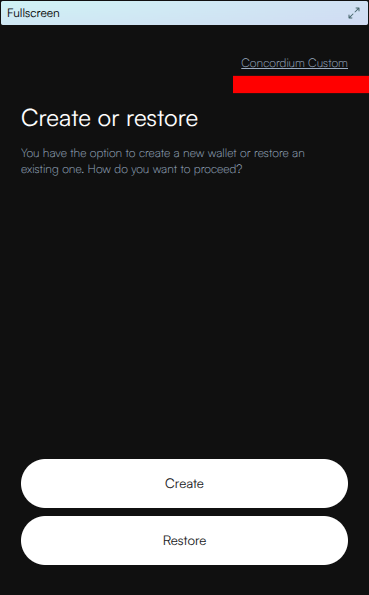 Fullscreen
Concordium Custom
Create or restore
You have the option to create a new wallet or restore an
existing one. How do you want to proceed?
Create
Restore